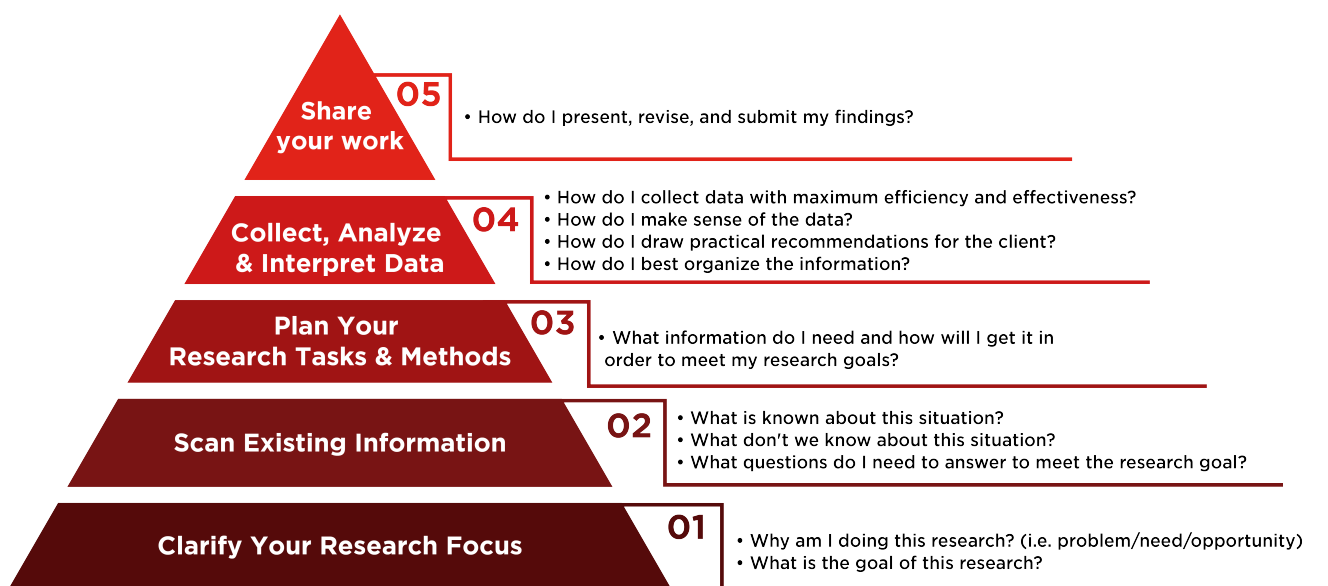 Share
your work
05
• How do I present, revise, and submit my findings?
Collect, Analyze
& Interpret Data
04
• How do I collect data with maximum efficiency and effectiveness?
• How do I make sense of the data?
• How do I draw practical recommendations for the client?
• How do I best organize the information?
Plan Your
Research Tasks & Methods
03
• What information do I need and how will I get it in
order to meet my research goals?
Scan Existing Information
02
• What is known about this situation?
• What don't we know about this situation?
• What questions do I need to answer to meet the research goal?
Clarify Your Research Focus
01
• Why am I doing this research? (i.e. problem/need/opportunity)
• What is the goal of this research?